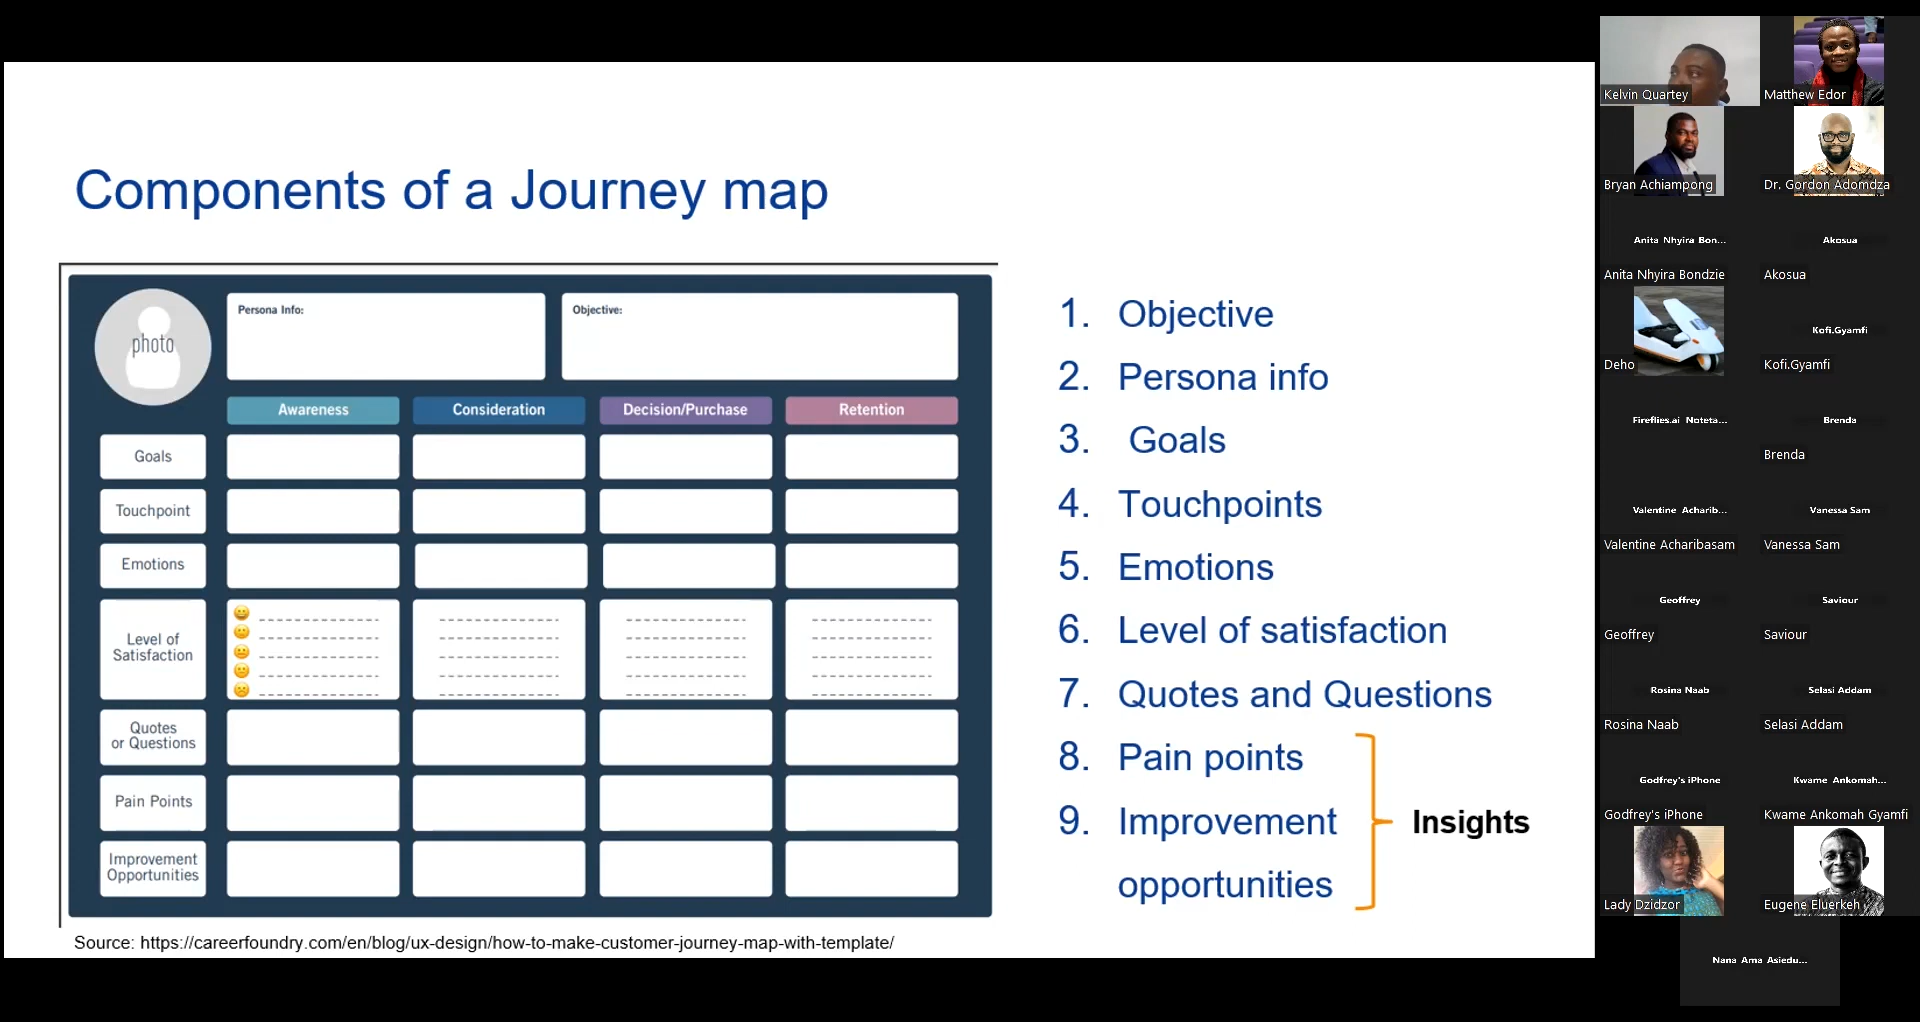 Components of a Journey map
photo
Persona Info:
Objective:
Awareness
Consideration
Decision/Purchase
Retention
Goals
Touchpoint
Emotions
Level of
Satisfaction
Quotes
or Questions
Pain Points
Improvement
Opportunities
Source: https://careerfoundry.com/en/blog/ux-design/how-to-make-customer-journey-map-with-template/
1. Objective
2. Persona info
3. Goals
4. Touchpoints
5. Emotions
6. Level of satisfaction
7. Quotes and Questions
8. Pain points
9. Improvement
opportunities
Insights
Kelvin Quartey
Matthew Edor
Bryan Achiampong
Dr. Gordon Adomdza
Anita Nhyira Bon...
Akosua
Anita Nhyira Bondzie
Akosua
Kofi.Gyamfi
Deho
Kofi.Gyamfi
Fireflies.ai Noteta...
Brenda
Brenda
Valentine Acharib...
Vanessa Sam
Valentine Acharibasam
Vanessa Sam
Geoffrey
Saviour
Geoffrey
Saviour
Rosina Naab
Selasi Addam
Rosina Naab
Selasi Addam
Godfrey's iPhone
Kwame Ankomah...
Godfrey's iPhone
Kwame Ankomah Gyamfi
Lady Dzidzor
Eugene Eluerkeh
Nana Ama Asiedu...